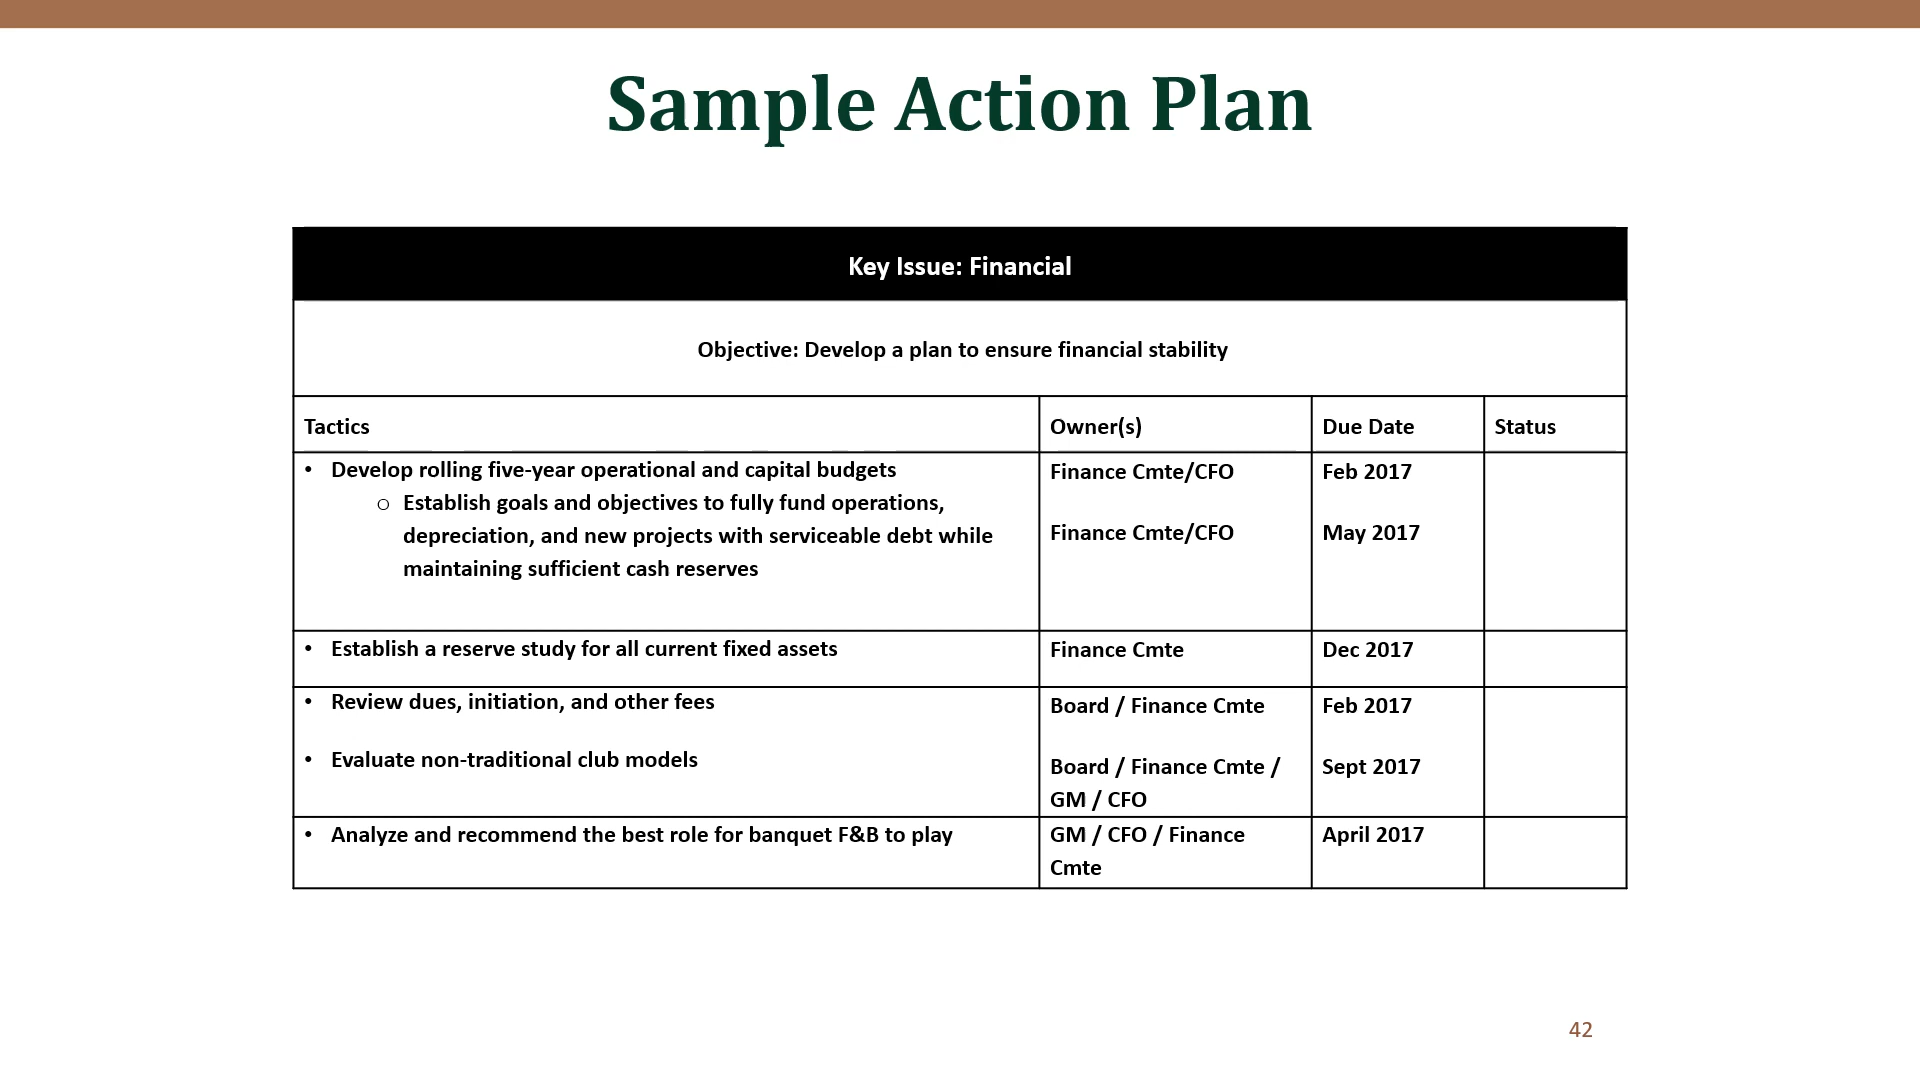 Sample Action Plan
Key Issue: Financial
Objective: Develop a plan to ensure financial stability
Tactics
Owner(s)
Due Date
Status
• Develop rolling five-year operational and capital budgets
o Establish goals and objectives to fully fund operations,
depreciation, and new projects with serviceable debt while
maintaining sufficient cash reserves
Finance Cmte/CFO
Finance Cmte/CFO
Feb 2017
May 2017
• Establish a reserve study for all current fixed assets
Finance Cmte
Dec 2017
• Review dues, initiation, and other fees
• Evaluate non-traditional club models
Board / Finance Cmte
Board / Finance Cmte /
GM / CFO
Feb 2017
Sept 2017
• Analyze and recommend the best role for banquet F&B to play
GM / CFO / Finance
Cmte
April 2017
42